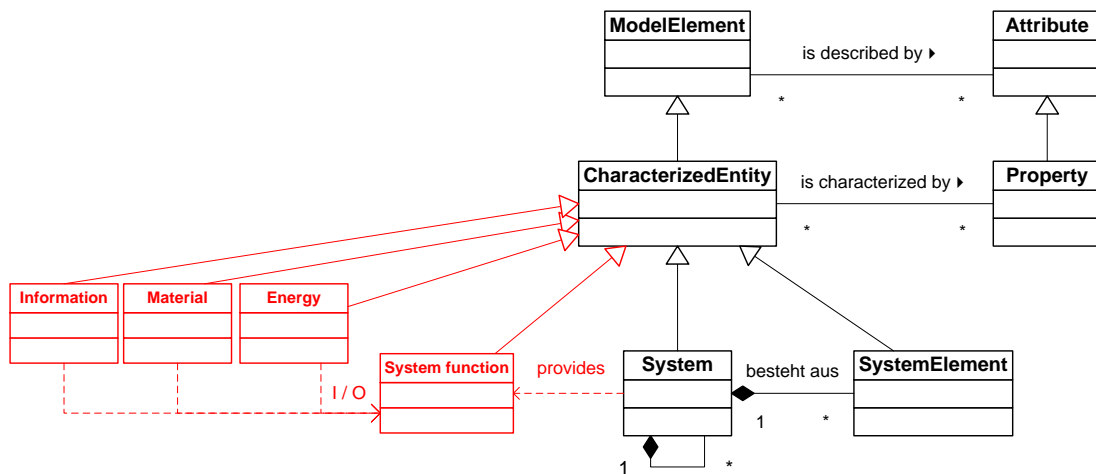 ModelElement
Attribute
is described by
*
*
CharacterizedEntity
is characterized by
Property
*
*
Information
Material
Energy
System function
provides
System
besteht aus
SystemElement
I / O
1
*
1
*